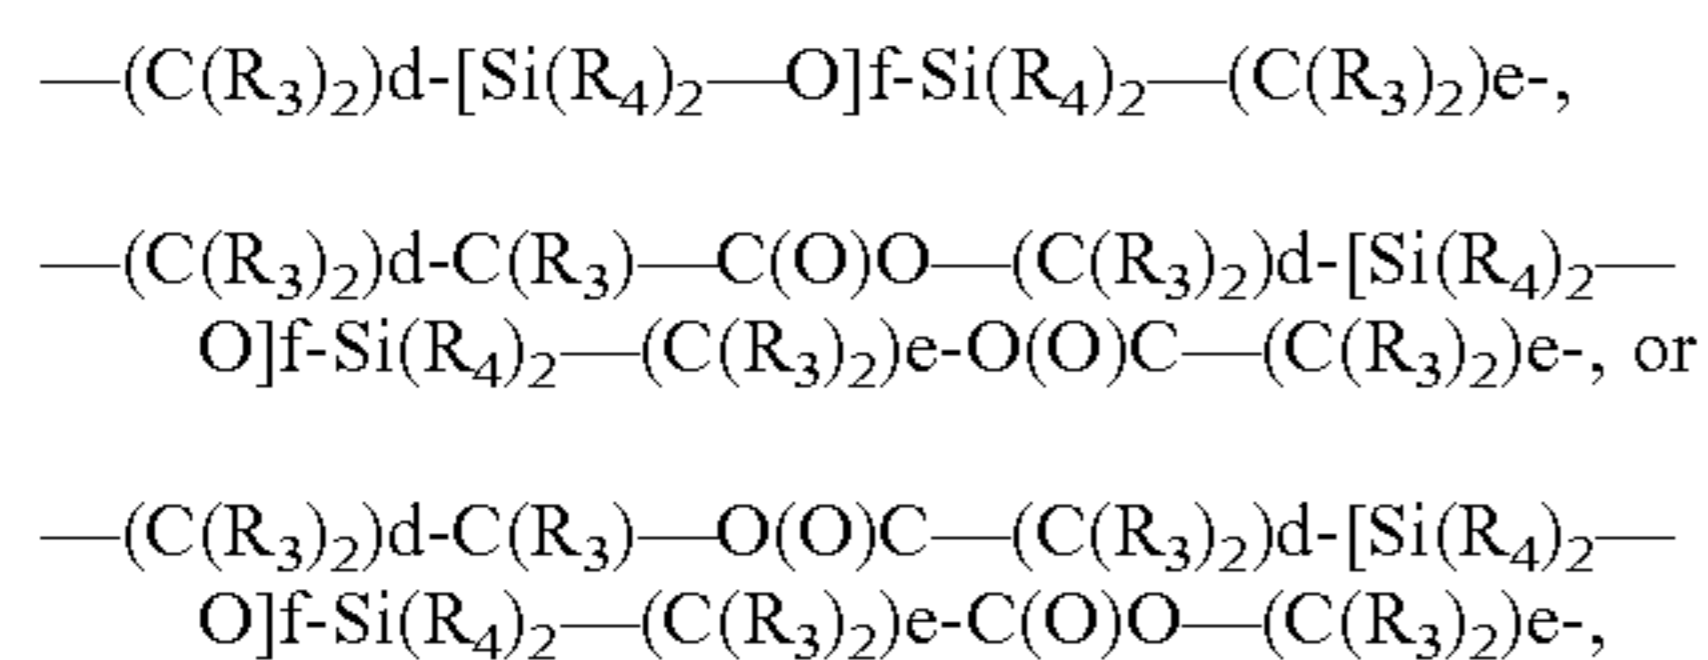 —(C(R₃)₂)d-[Si(R₄)₂—O]f-Si(R₄)₂—(C(R₃)₂)e-,
—(C(R₃)₂)d-C(R₃)—C(O)O—(C(R₃)₂)d-[Si(R₄)₂—
O]f-Si(R₄)₂—(C(R₃)₂)e-O(O)C—(C(R₃)₂)e-, or
—(C(R₃)₂)d-C(R₃)—O(O)C—(C(R₃)₂)d-[Si(R₄)₂—
O]f-Si(R₄)₂—(C(R₃)₂)e-C(O)O—(C(R₃)₂)e-,